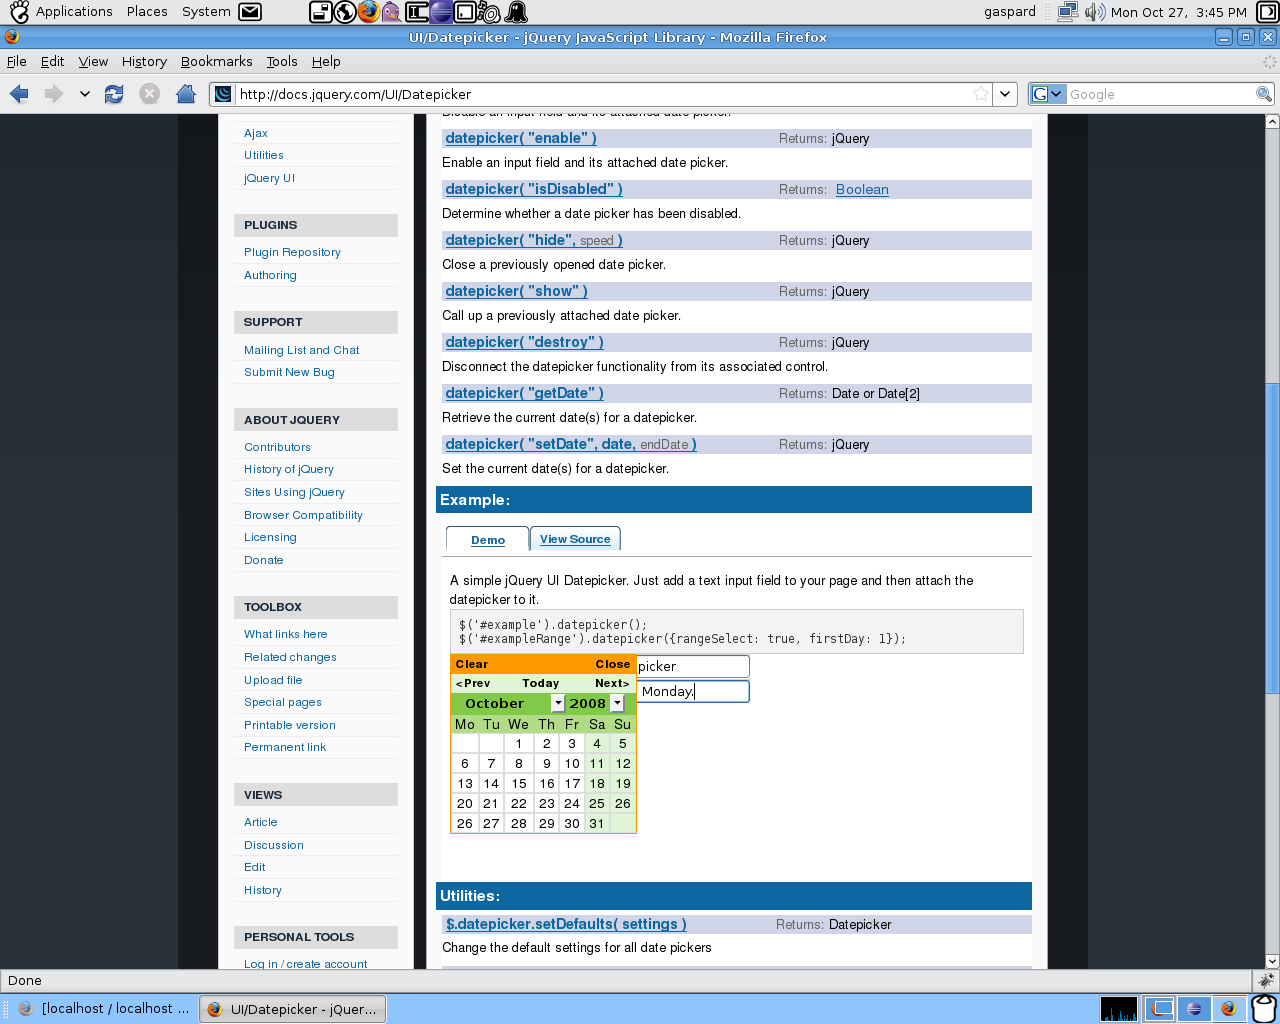 Applications Places System
gaspard
Mon Oct 27, 3:45 PM
UI/Datepicker - jQuery JavaScript Library - Mozilla Firefox
File Edit View History Bookmarks Tools Help
http://docs.jquery.com/UI/Datepicker
G
Google
Ajax
Utilities
jQuery UI
PLUGINS
Plugin Repository
Authoring
SUPPORT
Mailing List and Chat
Submit New Bug
ABOUT JQUERY
Contributors
History of jQuery
Sites Using jQuery
Browser Compatibility
Licensing
Donate
TOOLBOX
What links here
Related changes
Upload file
Special pages
Printable version
Permanent link
VIEWS
Article
Discussion
Edit
History
PERSONAL TOOLS
Log in / create account
Disable an input field and its attached date picker.
datepicker( "enable" ) Returns: jQuery
Enable an input field and its attached date picker.
datepicker( "isDisabled" ) Returns: Boolean
Determine whether a date picker has been disabled.
datepicker( "hide", speed ) Returns: jQuery
Close a previously opened date picker.
datepicker( "show" ) Returns: jQuery
Call up a previously attached date picker.
datepicker( "destroy" ) Returns: jQuery
Disconnect the datepicker functionality from its associated control.
datepicker( "getDate" ) Returns: Date or Date[2]
Retrieve the current date(s) for a datepicker.
datepicker( "setDate", date, endDate ) Returns: jQuery
Set the current date(s) for a datepicker.
Example:
Demo View Source
A simple jQuery UI Datepicker. Just add a text input field to your page and then attach the
datepicker to it.
$('#example').datepicker();
$('#exampleRange').datepicker({rangeSelect: true, firstDay: 1});
Clear Close
picker
<Prev Today Next>
Monday.
October 2008
Mo Tu We Th Fr Sa Su
1 2 3 4 5
6 7 8 9 10 11 12
13 14 15 16 17 18 19
20 21 22 23 24 25 26
26 27 28 29 30 31
Utilities:
$.datepicker.setDefaults( settings ) Returns: Datepicker
Change the default settings for all date pickers
Done
[localhost / localhost ...
UI/Datepicker - jQuer...